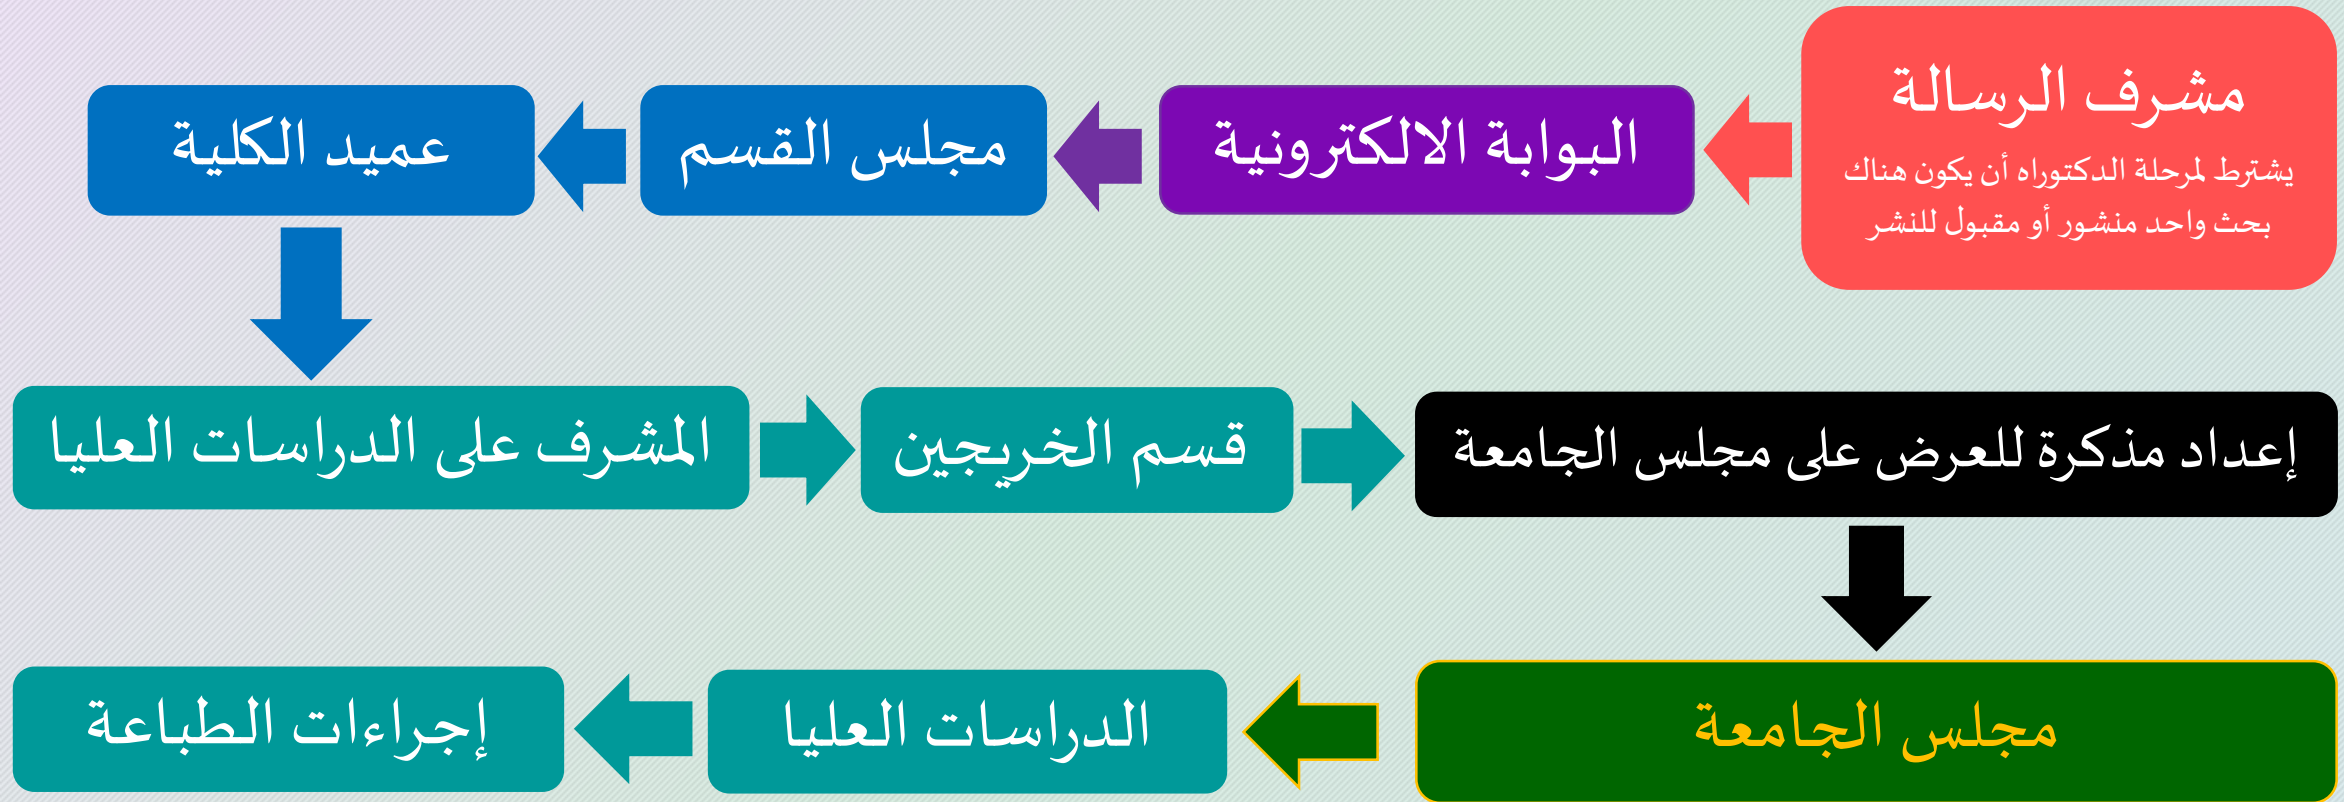 مشرف الرسالة
يشترط لمرحلة الدكتوراه أن يكون هناك
بحث واحد منشور أو مقبول للنشر
البوابة الالكترونية
مجلس القسم
عميد الكلية
المشرف على الدراسات العليا
قسم الخريجين
إعداد مذكرة للعرض على مجلس الجامعة
مجلس الجامعة
الدراسات العليا
إجراءات الطباعة